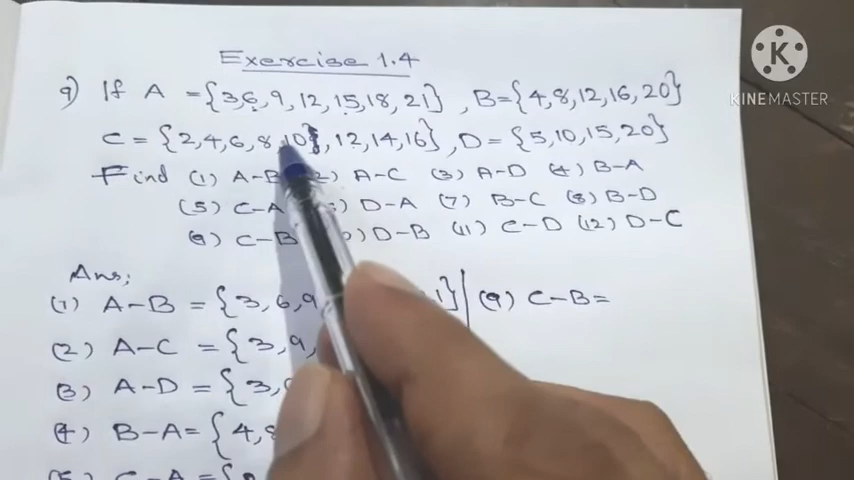 Exercise 1.4
9) If A = {3,6,9,12,15,18,21}, B={4,8,12,16,20}
C = {2,4,6,8,10,12,14,16}, D = {5,10,15,20}
Find (1) A-B 2) A-C (3) A-D (4) B-A
(5) C-A ) D-A (7) B-C (8) B-D
(9) C-B ) D-B (11) C-D (12) D-C
Ans;
(1) A-B = {3,6,9 1} (9) C-B=
(2) A-C = {3,9,
(3) A-D = {3,
(4) B-A= {4,8
C-A = {
K
KINEMASTER